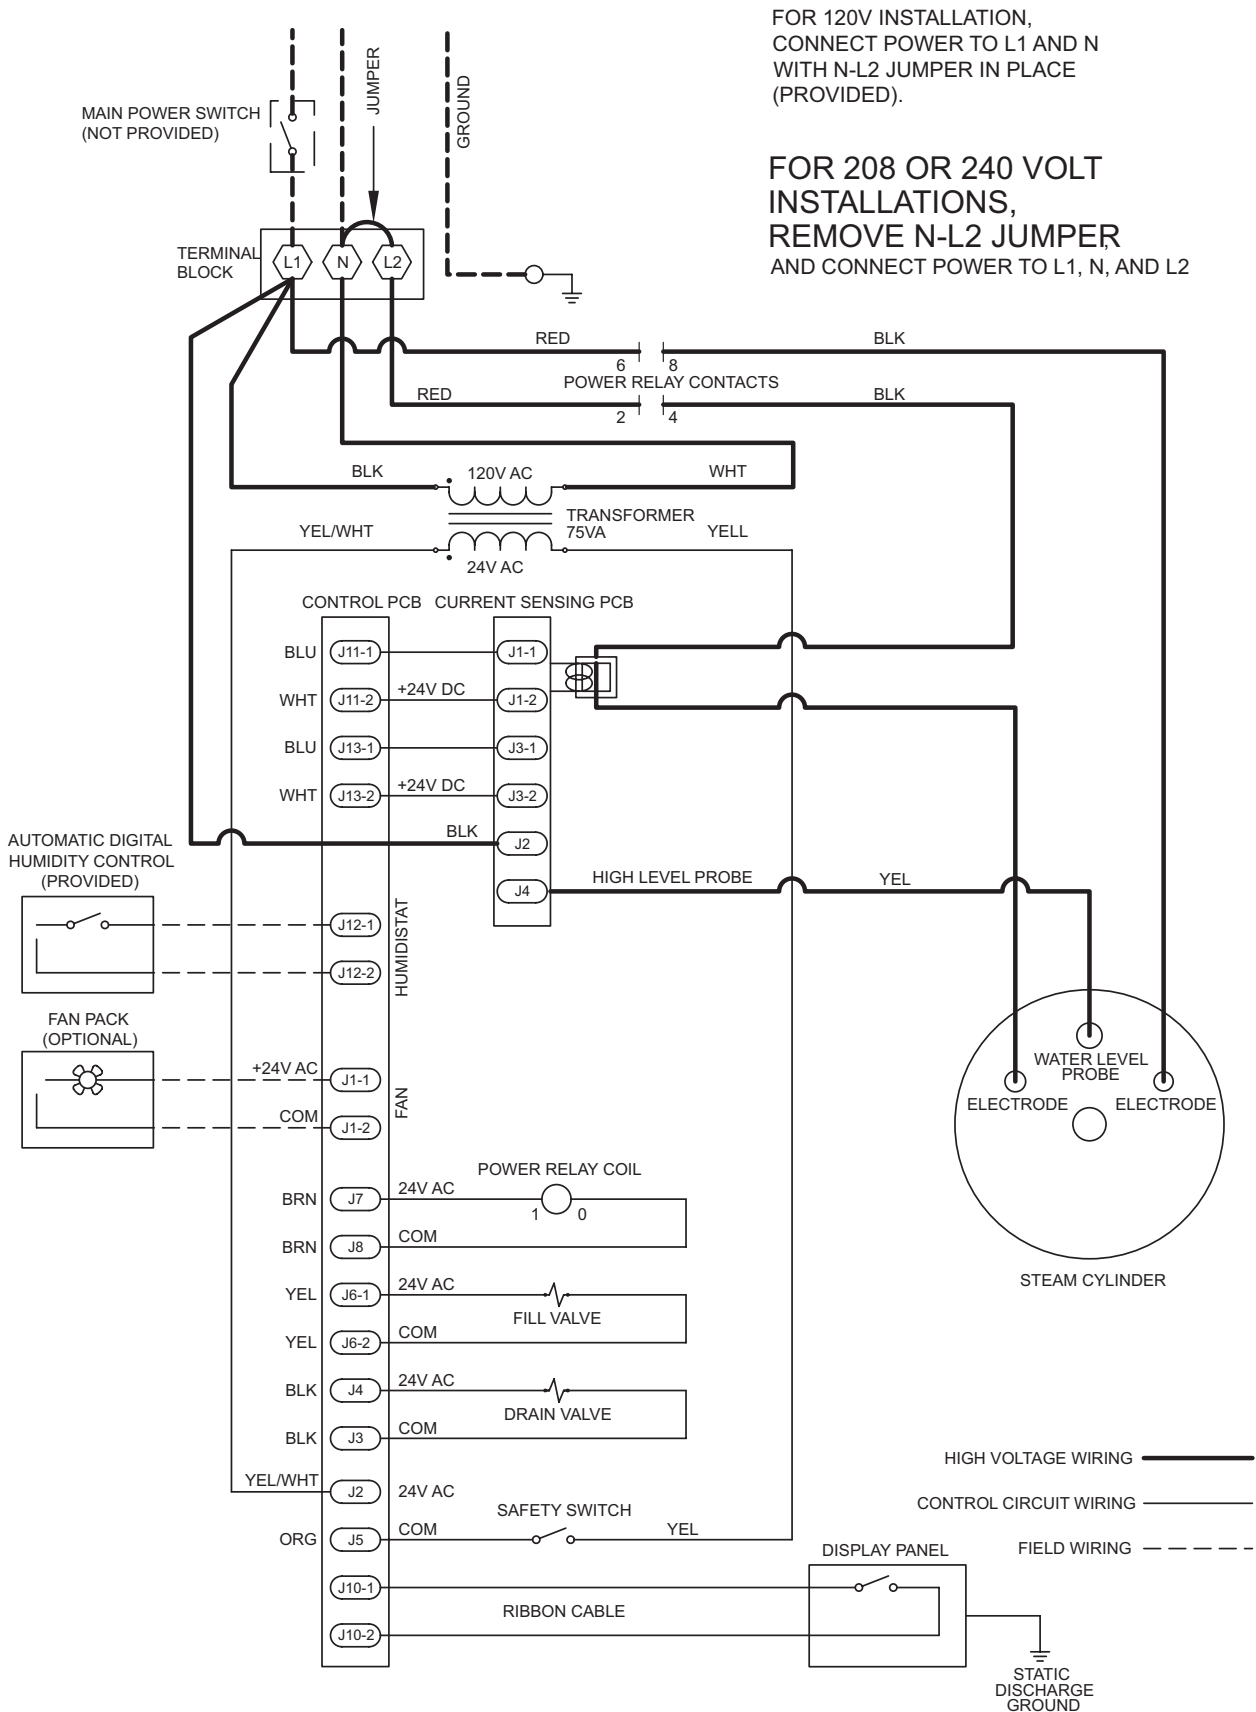 FOR 120V INSTALLATION,
CONNECT POWER TO L1 AND N
WITH N-L2 JUMPER IN PLACE
(PROVIDED).
JUMPER
GROUND
MAIN POWER SWITCH
(NOT PROVIDED)
FOR 208 OR 240 VOLT
INSTALLATIONS,
REMOVE N-L2 JUMPER,
AND CONNECT POWER TO L1, N, AND L2
TERMINAL
BLOCK
L1
N
L2
RED
BLK
6
8
POWER RELAY CONTACTS
RED
BLK
2
4
BLK
120V AC
WHT
TRANSFORMER
75VA
YEL/WHT
YELL
24V AC
CONTROL PCB
CURRENT SENSING PCB
BLU
J11-1
J1-1
WHT
J11-2
+24V DC
J1-2
BLU
J13-1
J3-1
WHT
J13-2
+24V DC
J3-2
BLK
J2
AUTOMATIC DIGITAL
HUMIDITY CONTROL
(PROVIDED)
J4
HIGH LEVEL PROBE
YEL
J12-1
J12-2
HUMIDISTAT
FAN PACK
(OPTIONAL)
+24V AC
J1-1
COM
J1-2
FAN
WATER LEVEL
PROBE
ELECTRODE
ELECTRODE
STEAM CYLINDER
POWER RELAY COIL
BRN
J7
24V AC
1
0
BRN
J8
COM
YEL
J6-1
24V AC
FILL VALVE
YEL
J6-2
COM
BLK
J4
24V AC
DRAIN VALVE
BLK
J3
COM
YEL/WHT
J2
24V AC
SAFETY SWITCH
ORG
J5
COM
YEL
HIGH VOLTAGE WIRING
CONTROL CIRCUIT WIRING
FIELD WIRING
DISPLAY PANEL
J10-1
RIBBON CABLE
J10-2
STATIC
DISCHARGE
GROUND